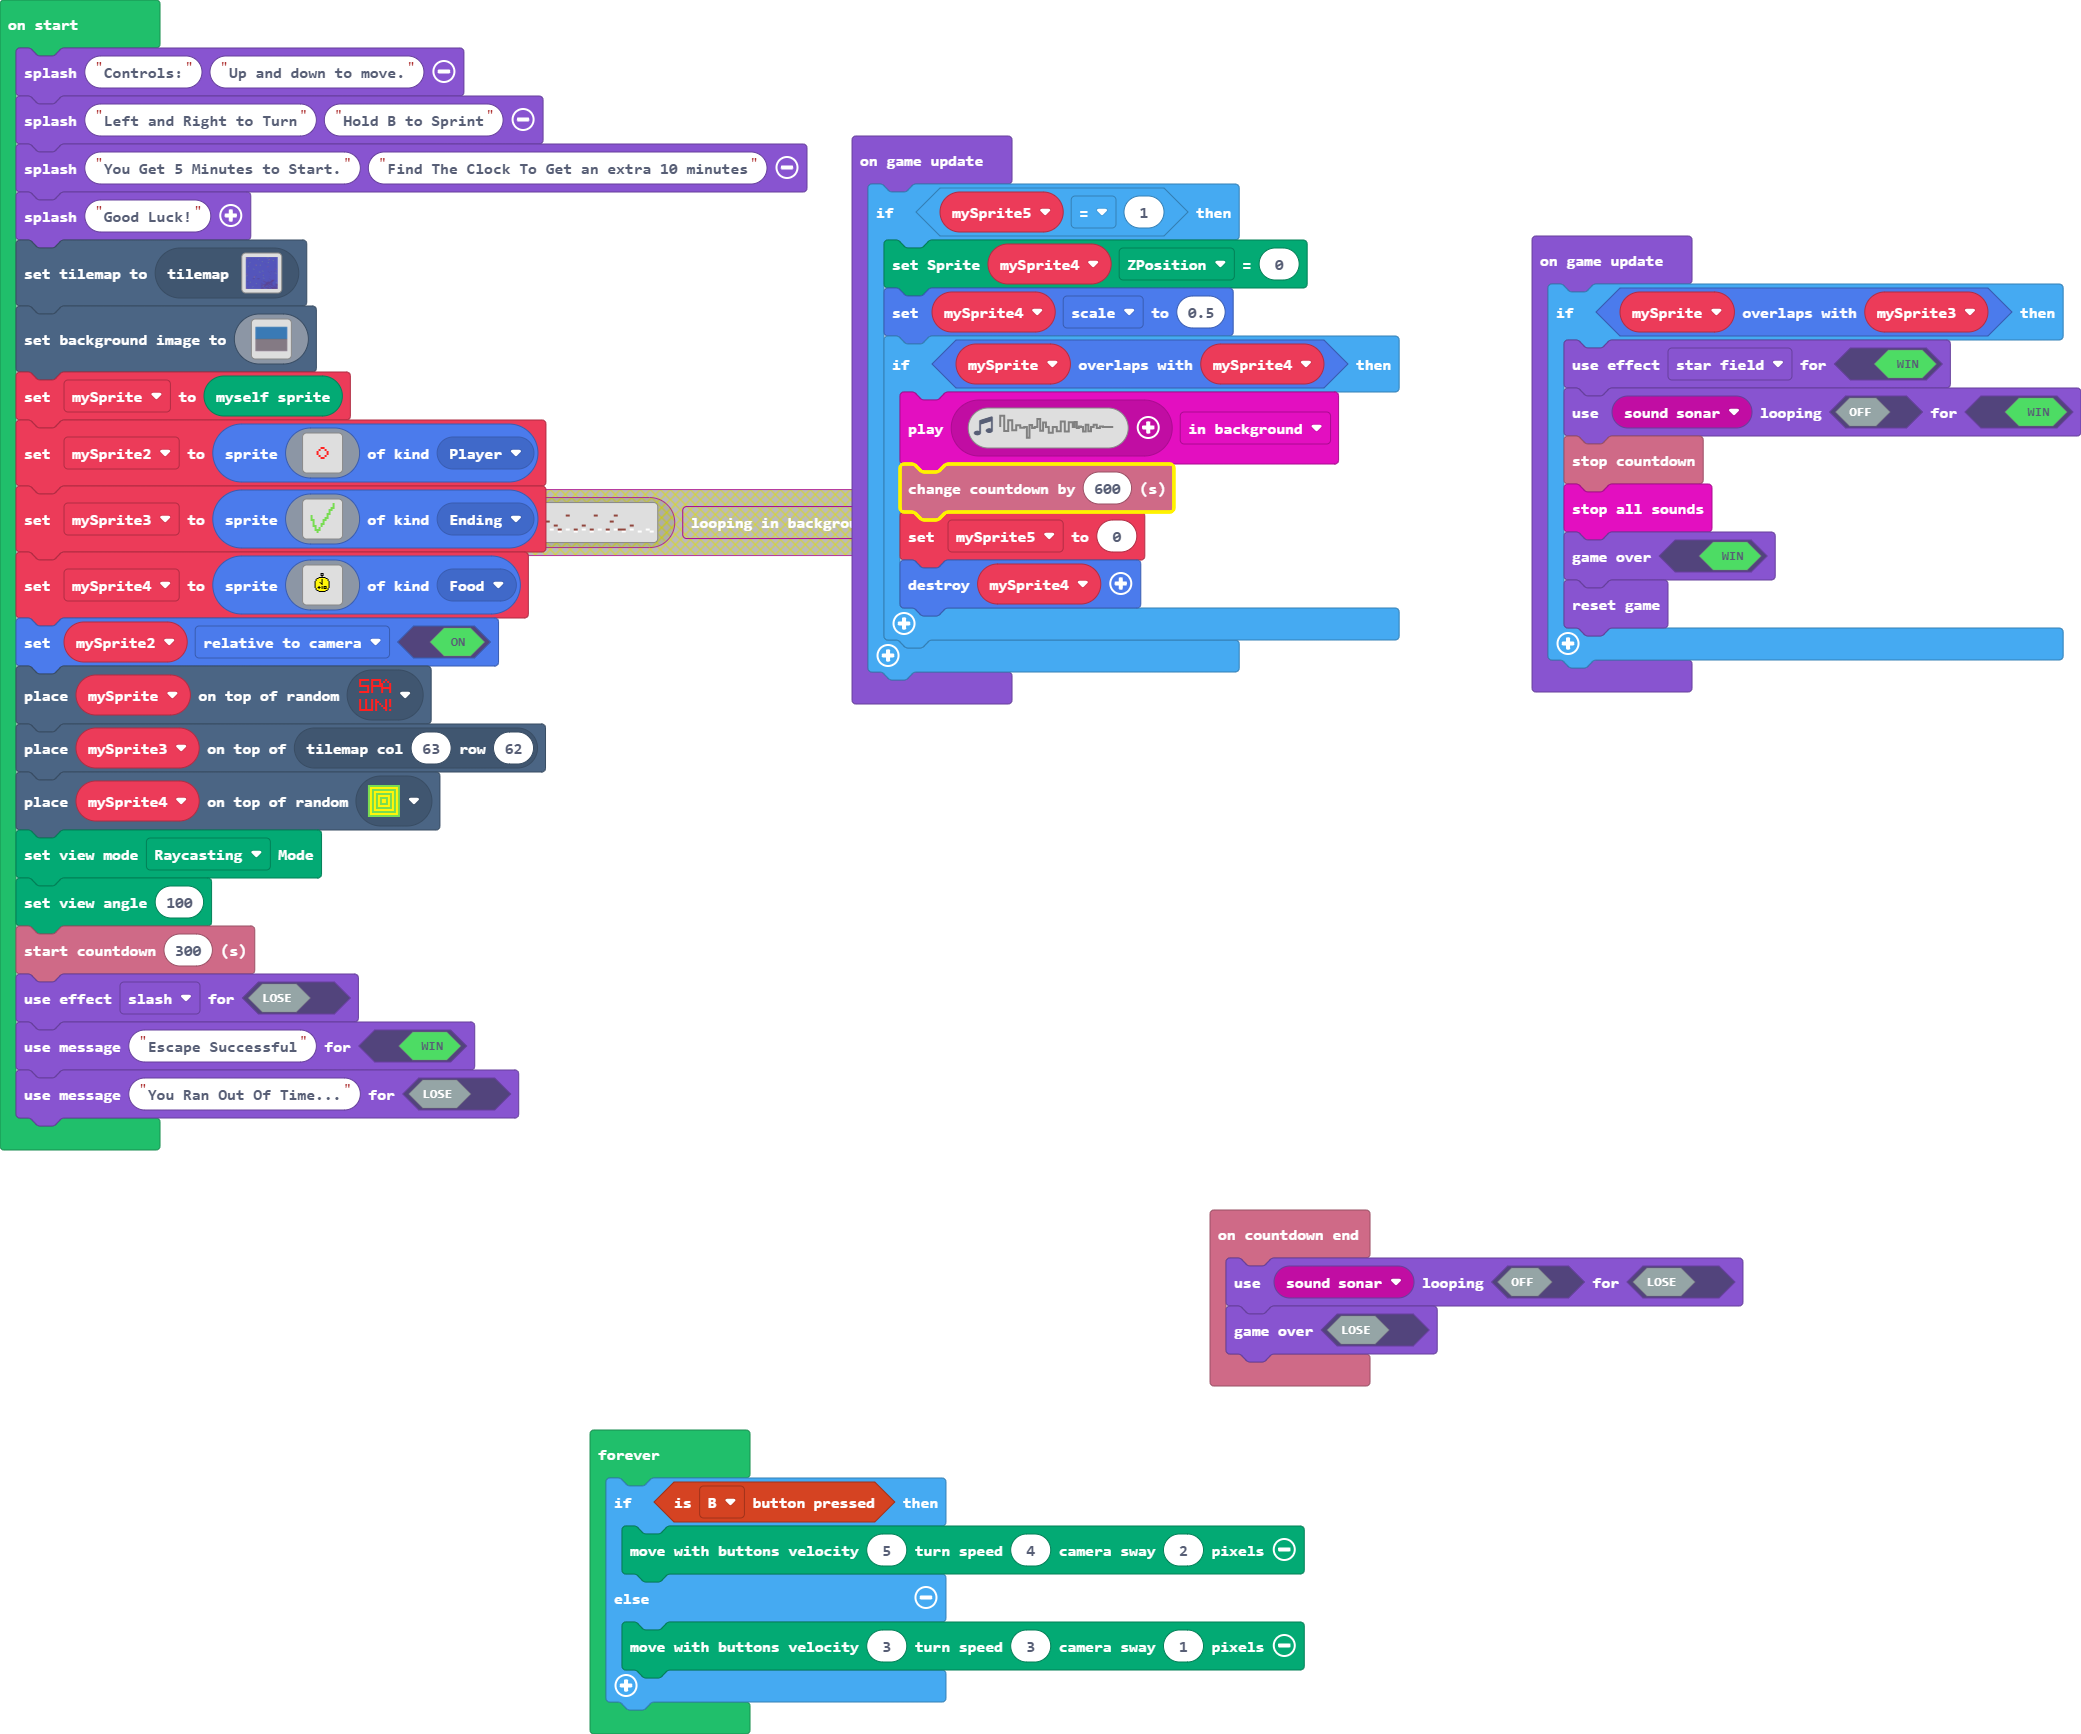 on start
splash "Controls:" "Up and down to move."
splash "Left and Right to Turn" "Hold B to Sprint"
splash "You Get 5 Minutes to Start." "Find The Clock To Get an extra 10 minutes"
splash "Good Luck!"
set tilemap to tilemap
set background image to
set mySprite to myself sprite
set mySprite2 to sprite of kind Player
set mySprite3 to sprite of kind Ending
looping in backgrou
set mySprite4 to sprite of kind Food
set mySprite2 relative to camera ON
place mySprite on top of random SPAWN!
place mySprite3 on top of tilemap col 63 row 62
place mySprite4 on top of random
set view mode Raycasting Mode
set view angle 100
start countdown 300 (s)
use effect slash for LOSE
use message "Escape Successful" for WIN
use message "You Ran Out Of Time..." for LOSE
on game update
if mySprite5 = 1 then
set Sprite mySprite4 ZPosition = 0
set mySprite4 scale to 0.5
if mySprite overlaps with mySprite4 then
play in background
change countdown by 600 (s)
set mySprite5 to 0
destroy mySprite4
on game update
if mySprite overlaps with mySprite3 then
use effect star field for WIN
use sound sonar looping OFF for WIN
stop countdown
stop all sounds
game over WIN
reset game
on countdown end
use sound sonar looping OFF for LOSE
game over LOSE
forever
if is B button pressed then
move with buttons velocity 5 turn speed 4 camera sway 2 pixels
else
move with buttons velocity 3 turn speed 3 camera sway 1 pixels